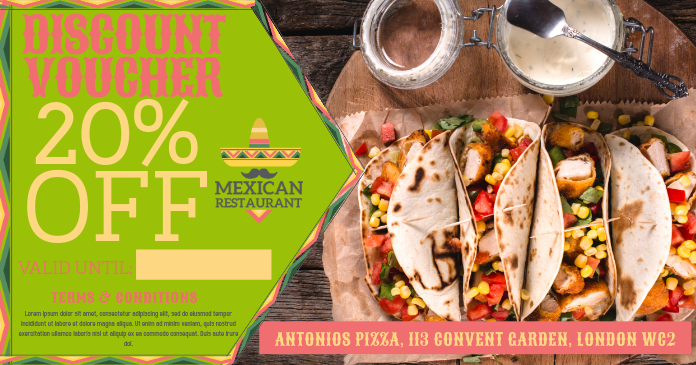 DISCOUNT
VOUCHER
20%
OFF
MEXICAN
RESTAURANT
VALID UNTIL:
TERMS & CONDITIONS
Lorem ipsum dolor sit amet, consectetur adipiscing elit, sed do eiusmod tempor
incididunt ut labore et dolore magna aliqua. Ut enim ad minim veniam, quis nostrud
exercitation ullamco laboris nisi ut aliquip ex ea commodo consequat. Duis aute irure
dol.
ANTONIOS PIZZA, 113 CONVENT GARDEN, LONDON WC2